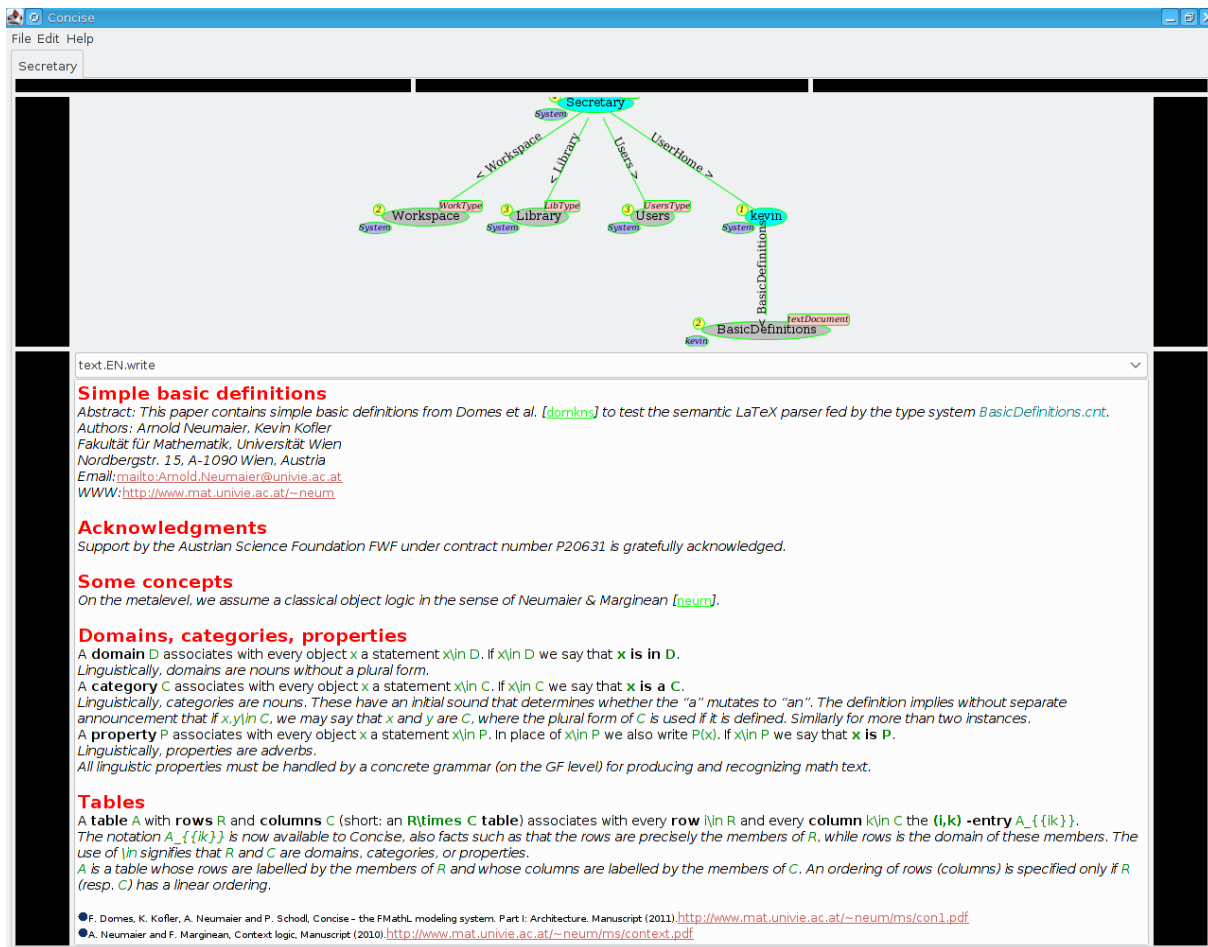 Concise
File Edit Help
Secretary
Secretary
System
< Workspace
< Library
Users >
UserHome >
2 Workspace WorkType
System
3 Library LibType
System
3 Users UsersType
System
1 kevin
System
< BasicDefinitions
2 BasicDefinitions textDocument
kevin
text.EN.write
Simple basic definitions
Abstract: This paper contains simple basic definitions from Domes et al. [domkns] to test the semantic LaTeX parser fed by the type system BasicDefinitions.cnt.
Authors: Arnold Neumaier, Kevin Kofler
Fakultät für Mathematik, Universität Wien
Nordbergstr. 15, A-1090 Wien, Austria
Email:mailto:Arnold.Neumaier@univie.ac.at
WWW:http://www.mat.univie.ac.at/~neum
Acknowledgments
Support by the Austrian Science Foundation FWF under contract number P20631 is gratefully acknowledged.
Some concepts
On the metalevel, we assume a classical object logic in the sense of Neumaier & Marginean [neum].
Domains, categories, properties
A domain D associates with every object x a statement x\in D. If x\in D we say that x is in D.
Linguistically, domains are nouns without a plural form.
A category C associates with every object x a statement x\in C. If x\in C we say that x is a C.
Linguistically, categories are nouns. These have an initial sound that determines whether the “a” mutates to “an”. The definition implies without separate
announcement that if x,y\in C, we may say that x and y are C, where the plural form of C is used if it is defined. Similarly for more than two instances.
A property P associates with every object x a statement x\in P. In place of x\in P we also write P(x). If x\in P we say that x is P.
Linguistically, properties are adverbs.
All linguistic properties must be handled by a concrete grammar (on the GF level) for producing and recognizing math text.
Tables
A table A with rows R and columns C (short: an R\times C table) associates with every row i\in R and every column k\in C the (i,k) -entry A_{{ik}}.
The notation A_{{ik}} is now available to Concise, also facts such as that the rows are precisely the members of R, while rows is the domain of these members. The
use of \in signifies that R and C are domains, categories, or properties.
A is a table whose rows are labelled by the members of R and whose columns are labelled by the members of C. An ordering of rows (columns) is specified only if R
(resp. C) has a linear ordering.
●F. Domes, K. Kofler, A. Neumaier and P. Schodl, Concise – the FMathL modeling system. Part I: Architecture. Manuscript (2011).http://www.mat.univie.ac.at/~neum/ms/con1.pdf
●A. Neumaier and F. Marginean, Context logic, Manuscript (2010).http://www.mat.univie.ac.at/~neum/ms/context.pdf